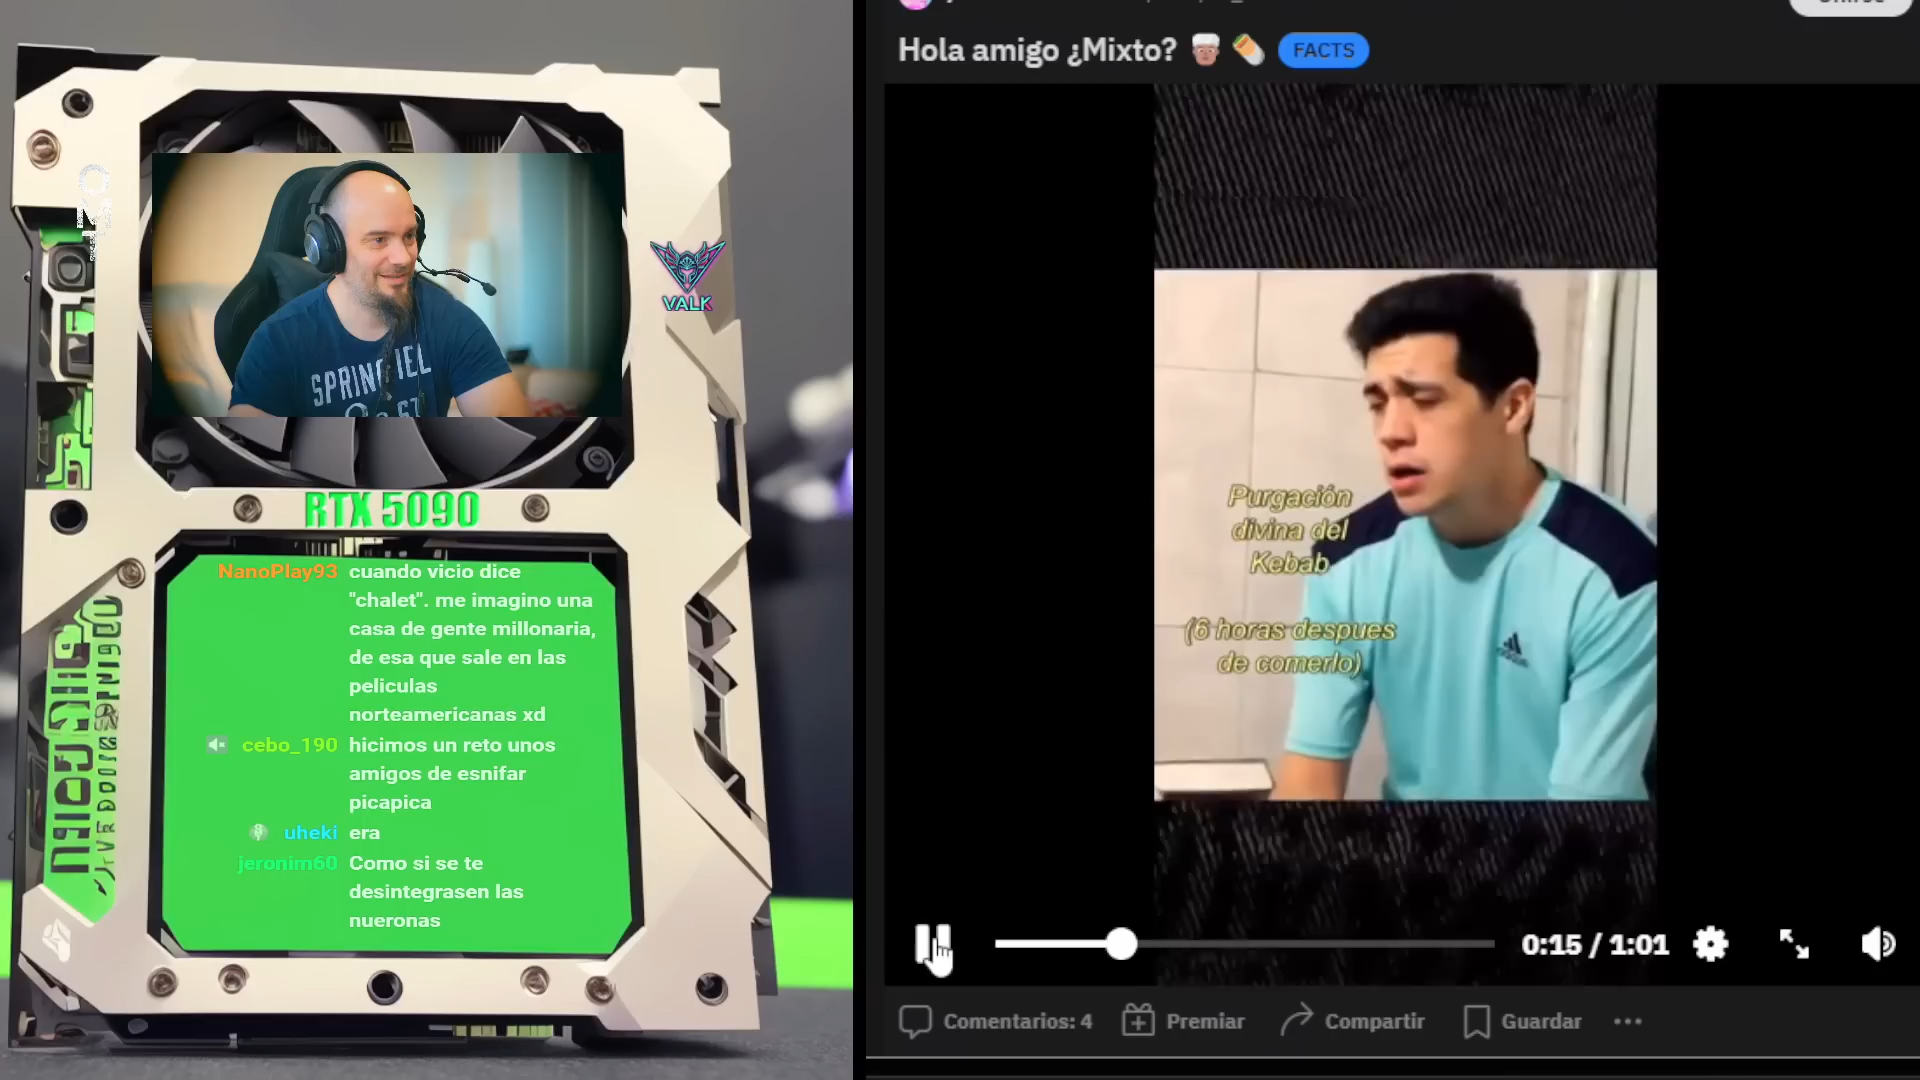 SPRINGFIEL
VALK
RTX 5090
NanoPlay93 cuando vicio dice
"chalet". me imagino una
casa de gente millonaria,
de esa que sale en las
peliculas
norteamericanas xd
cebo_190 hicimos un reto unos
amigos de esnifar
picapica
uheki era
jeronim60 Como si se te
desintegrasen las
nueronas
Hola amigo ¿Mixto? 👳🏽 🌯 FACTS
Purgación
divina del
Kebab
(6 horas despues
de comerlo)
adidas
0:15 / 1:01
Comentarios: 4 Premiar Compartir Guardar